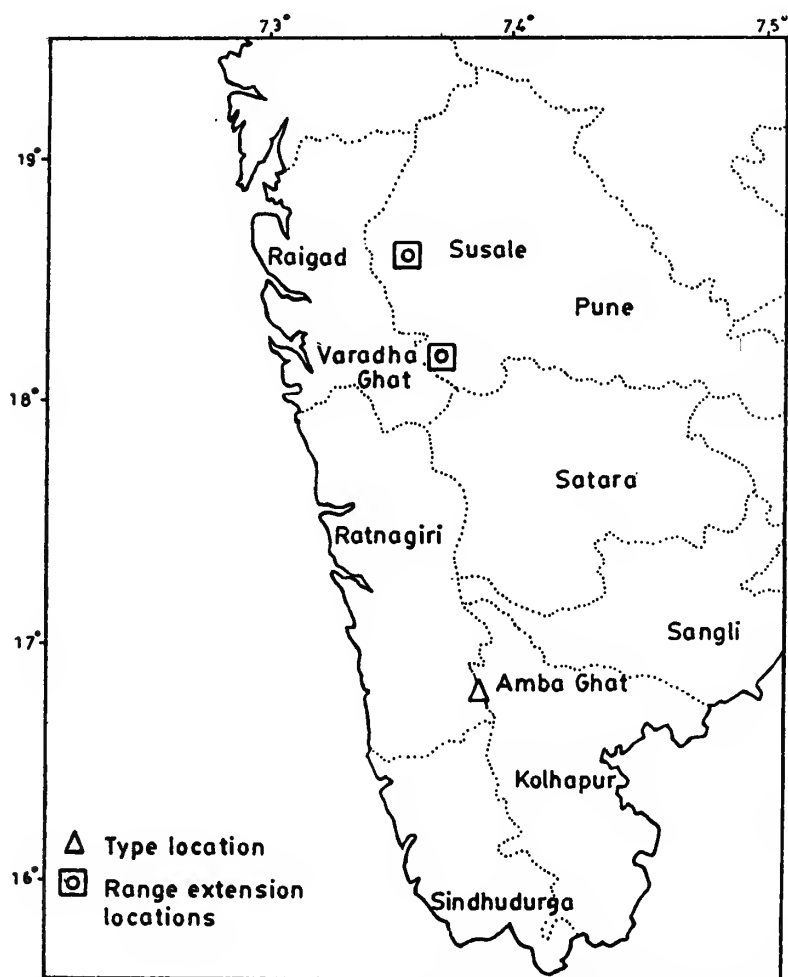 73° 74° 75°
19°
Raigad
Susale
Pune
Varadha
Ghat
18°
Satara
Ratnagiri
17°
Sangli
Amba Ghat
Kolhapur
Type location
16°
Range extension
locations
Sindhudurga